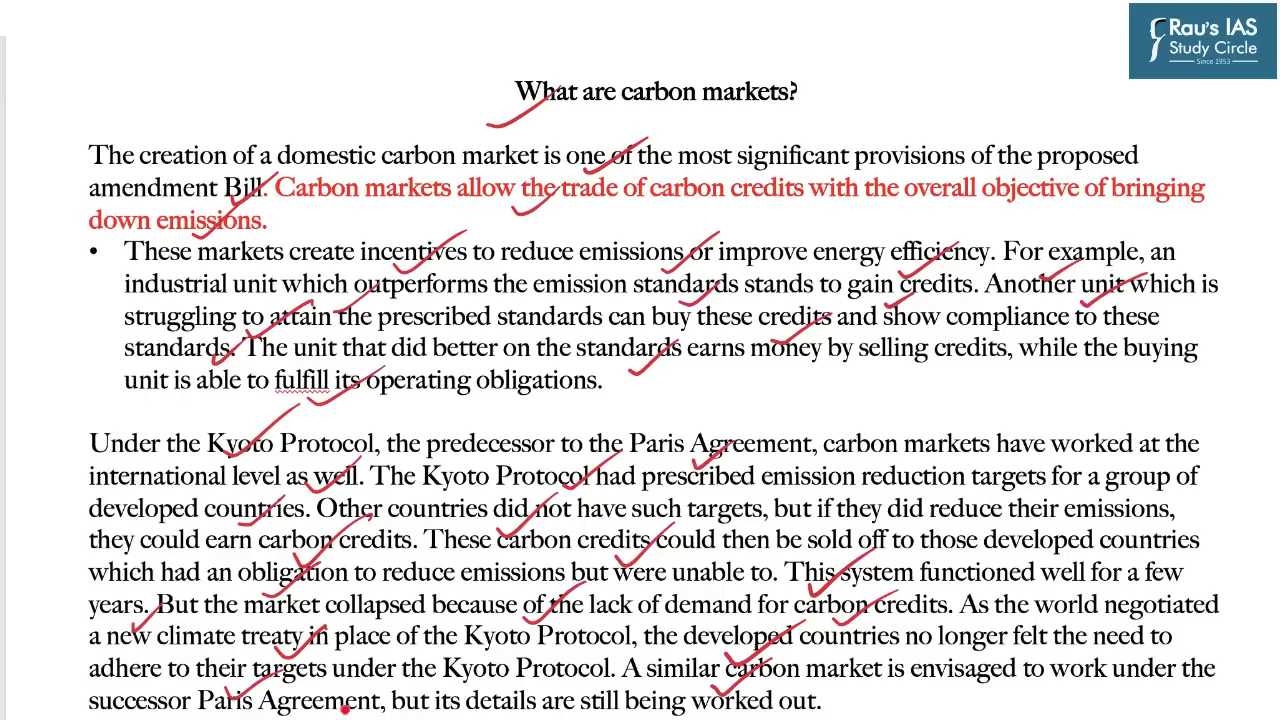 Rau's IAS
Study Circle
Since 1953
What are carbon markets?
The creation of a domestic carbon market is one of the most significant provisions of the proposed
amendment Bill. Carbon markets allow the trade of carbon credits with the overall objective of bringing
down emissions.
• These markets create incentives to reduce emissions or improve energy efficiency. For example, an
industrial unit which outperforms the emission standards stands to gain credits. Another unit which is
struggling to attain the prescribed standards can buy these credits and show compliance to these
standards. The unit that did better on the standards earns money by selling credits, while the buying
unit is able to fulfill its operating obligations.
Under the Kyoto Protocol, the predecessor to the Paris Agreement, carbon markets have worked at the
international level as well. The Kyoto Protocol had prescribed emission reduction targets for a group of
developed countries. Other countries did not have such targets, but if they did reduce their emissions,
they could earn carbon credits. These carbon credits could then be sold off to those developed countries
which had an obligation to reduce emissions but were unable to. This system functioned well for a few
years. But the market collapsed because of the lack of demand for carbon credits. As the world negotiated
a new climate treaty in place of the Kyoto Protocol, the developed countries no longer felt the need to
adhere to their targets under the Kyoto Protocol. A similar carbon market is envisaged to work under the
successor Paris Agreement, but its details are still being worked out.